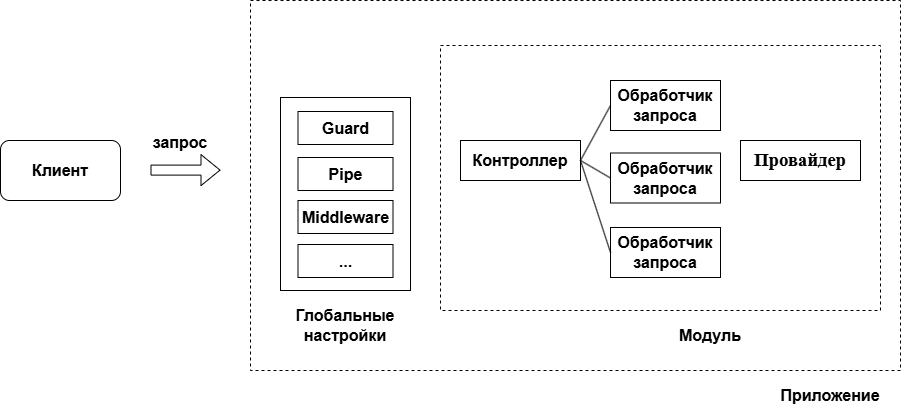 Клиент
запрос
Guard
Pipe
Middleware
...
Глобальные
настройки
Контроллер
Обработчик
запроса
Обработчик
запроса
Обработчик
запроса
Провайдер
Модуль
Приложение